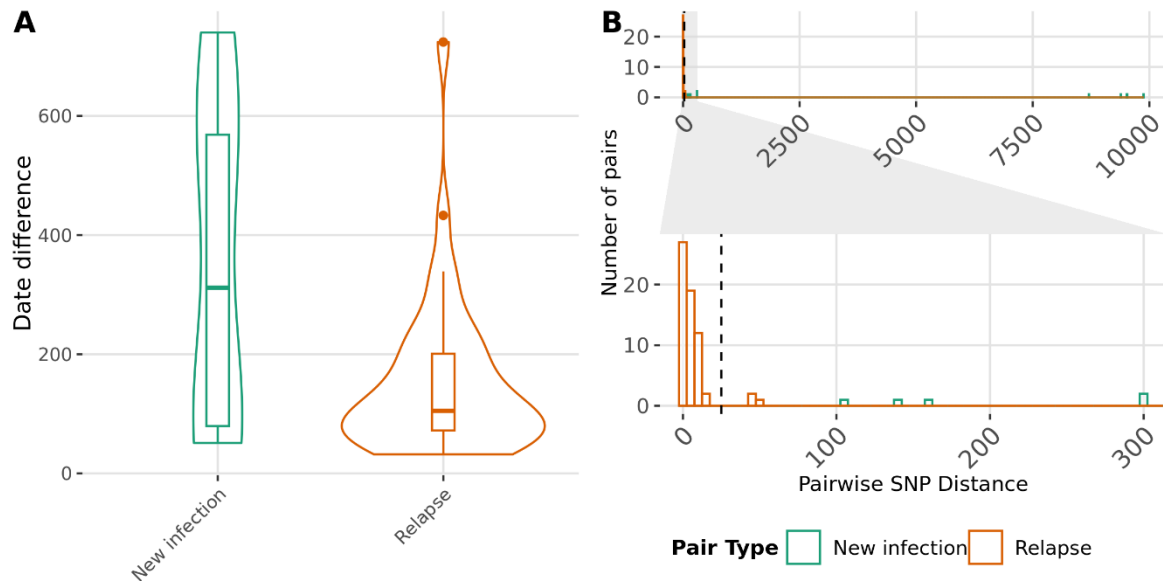 A
Date difference
600
400
200
0
New infection
Relapse
B
Number of pairs
20
10
0
0
2500
5000
7500
10000
20
10
0
0
100
200
300
Pairwise SNP Distance
Pair Type
New infection
Relapse